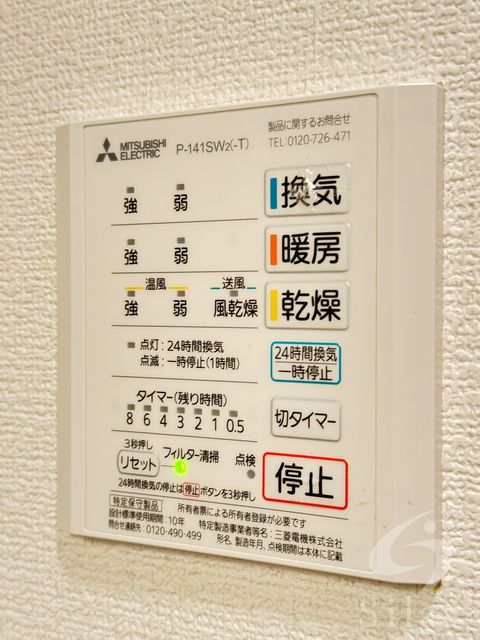 MITSUBISHI ELECTRIC P-141SW2(-T)
製品に関するお問合せ
TEL:0120-726-471
強 弱 換気
強 弱 暖房
温風 送風
強 弱 風乾燥 乾燥
点灯:24時間換気
点滅:一時停止(1時間)
24時間換気
一時停止
タイマー(残り時間)
8 6 4 3 2 1 0.5
切タイマー
3秒押し
リセット フィルター清掃 点検
停止
24時間換気の停止は停止ボタンを3秒押し
特定保守製品 所有者票による所有者登録が必要です
設計標準使用期間:10年 特定製造事業者等名:三菱電機株式会社
問合せ連絡先:0120-490-499 形名、製造年月、点検期間は本体に記載